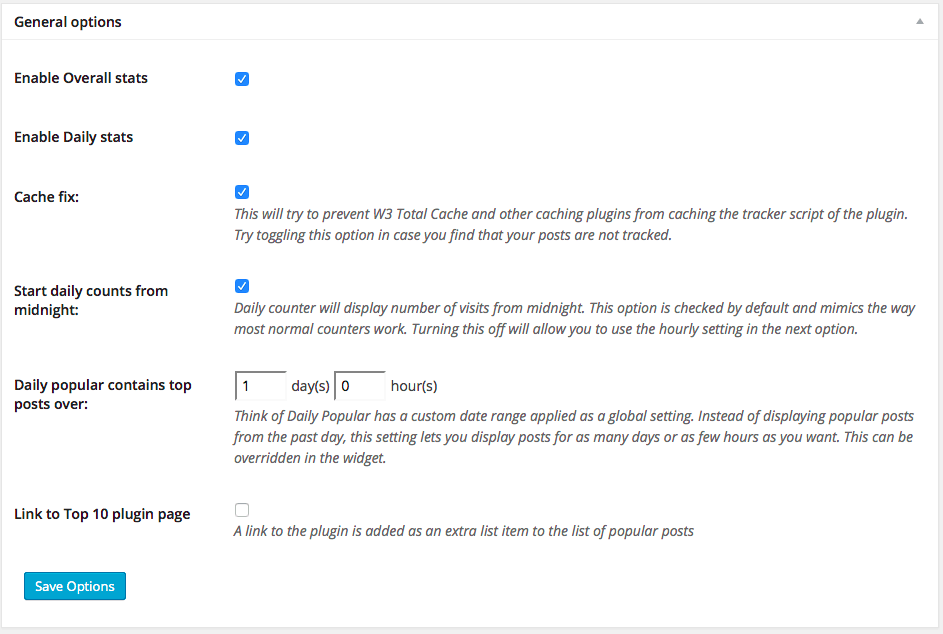 General options
Enable Overall stats
Enable Daily stats
Cache fix:
This will try to prevent W3 Total Cache and other caching plugins from caching the tracker script of the plugin.
Try toggling this option in case you find that your posts are not tracked.
Start daily counts from
midnight:
Daily counter will display number of visits from midnight. This option is checked by default and mimics the way
most normal counters work. Turning this off will allow you to use the hourly setting in the next option.
Daily popular contains top
posts over:
1 day(s) 0 hour(s)
Think of Daily Popular has a custom date range applied as a global setting. Instead of displaying popular posts
from the past day, this setting lets you display posts for as many days or as few hours as you want. This can be
overridden in the widget.
Link to Top 10 plugin page
A link to the plugin is added as an extra list item to the list of popular posts
Save Options